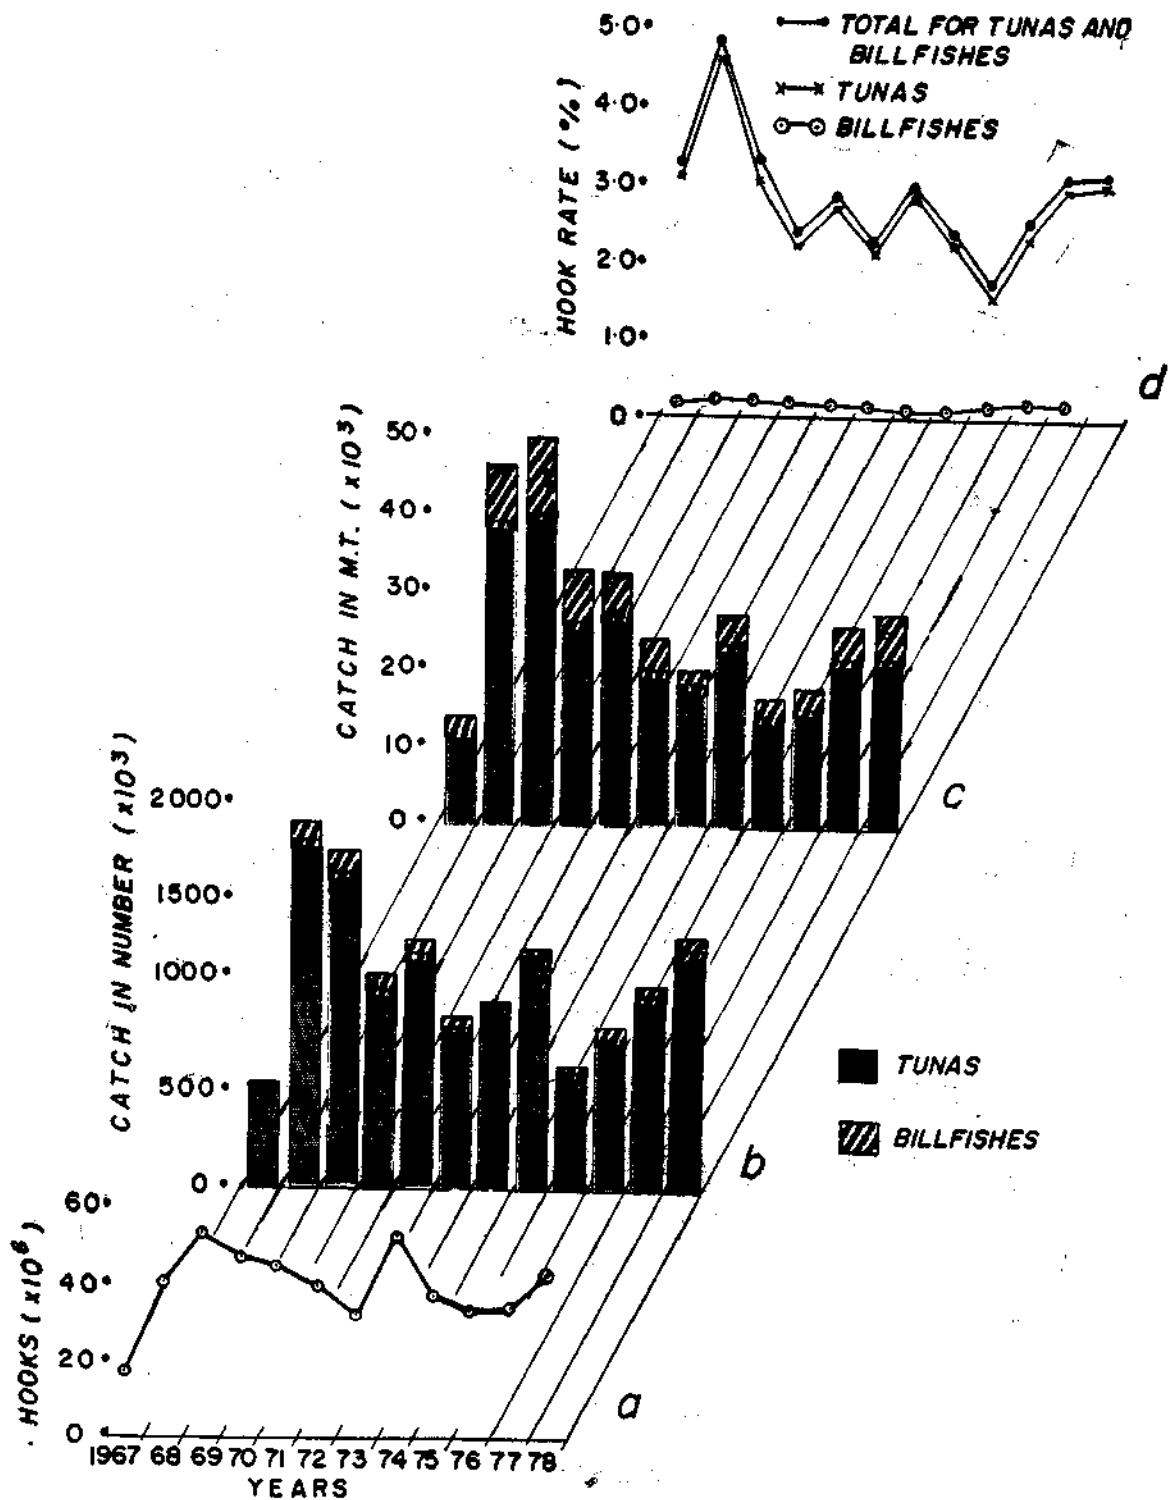 5·0
TOTAL FOR TUNAS AND
BILLFISHES
4·0
TUNAS
BILLFISHES
3·0
2·0
1·0
0
HOOK RATE (%)
d
50
40
30
20
10
0
CATCH IN M.T. (x10³)
c
2000
1500
1000
500
0
CATCH IN NUMBER (x10³)
TUNAS
BILLFISHES
b
60
40
20
0
HOOKS (x10⁶)
a
1967 68 69 70 71 72 73 74 75 76 77 78
YEARS